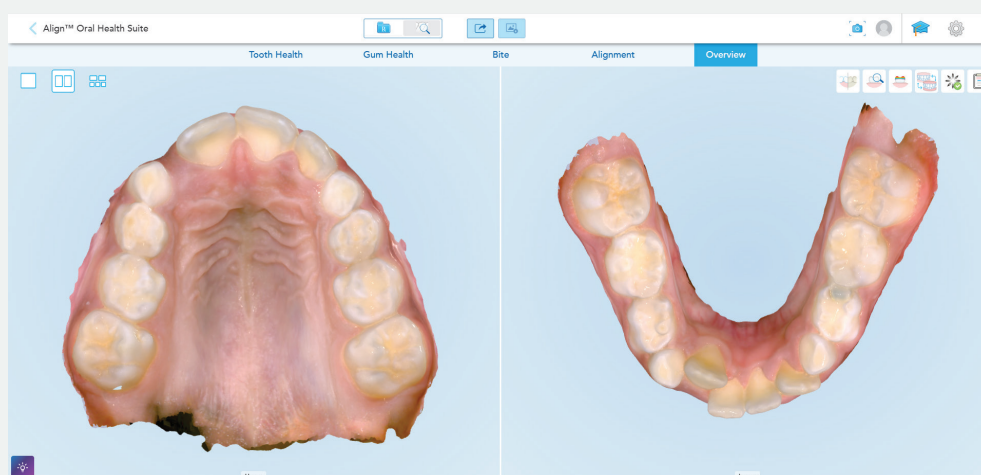 Align™ Oral Health Suite
Tooth Health Gum Health Bite Alignment Overview